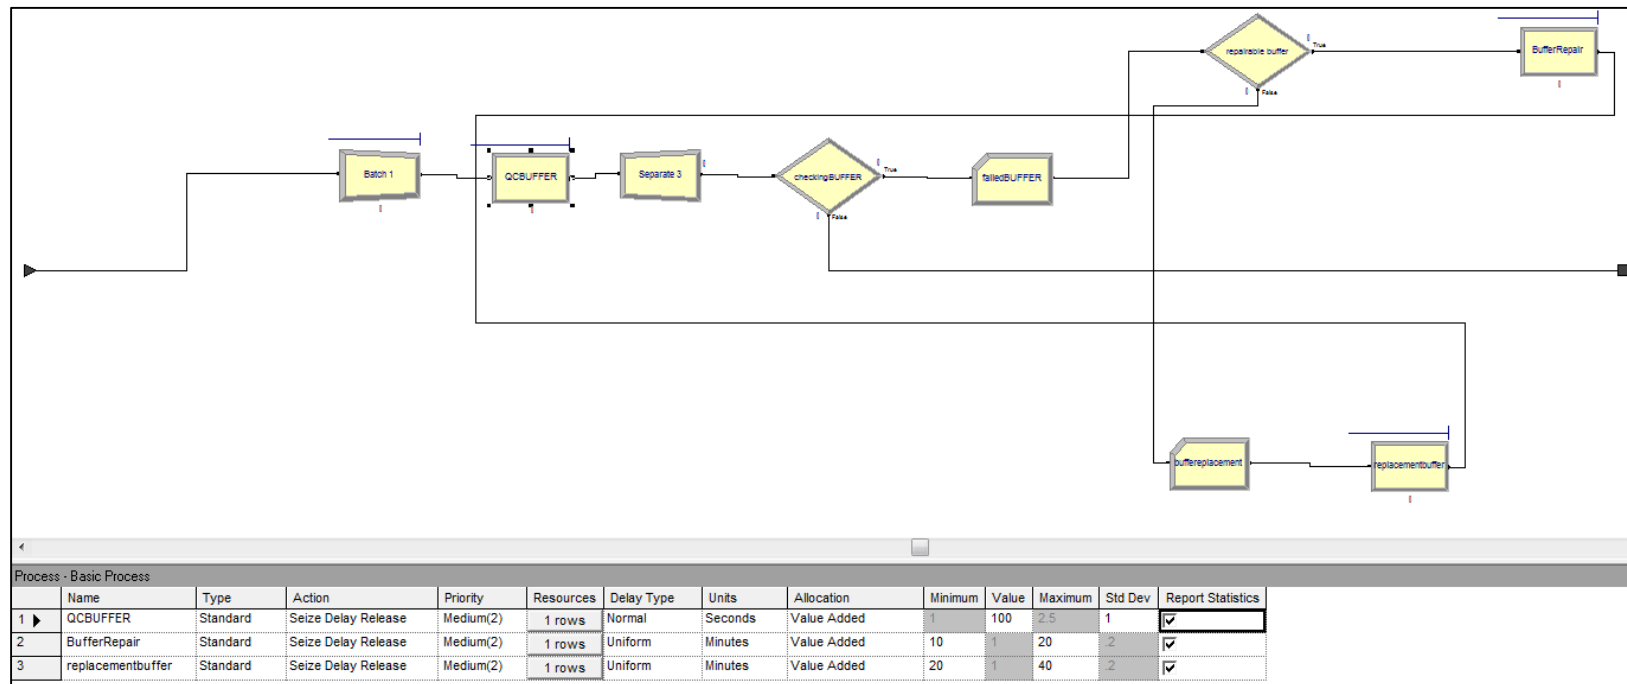 repairable buffer
True
False
BufferRepair
Batch 1
QCBUFFER
Separate 3
checkingBUFFER
True
False
failedBUFFER
buffereplacement
replacementbuffer
Process - Basic Process
Name Type Action Priority Resources Delay Type Units Allocation Minimum Value Maximum Std Dev Report Statistics
1 QCBUFFER Standard Seize Delay Release Medium(2) 1 rows Normal Seconds Value Added 1 100 2.5 1
2 BufferRepair Standard Seize Delay Release Medium(2) 1 rows Uniform Minutes Value Added 10 1 20 .2
3 replacementbuffer Standard Seize Delay Release Medium(2) 1 rows Uniform Minutes Value Added 20 1 40 .2